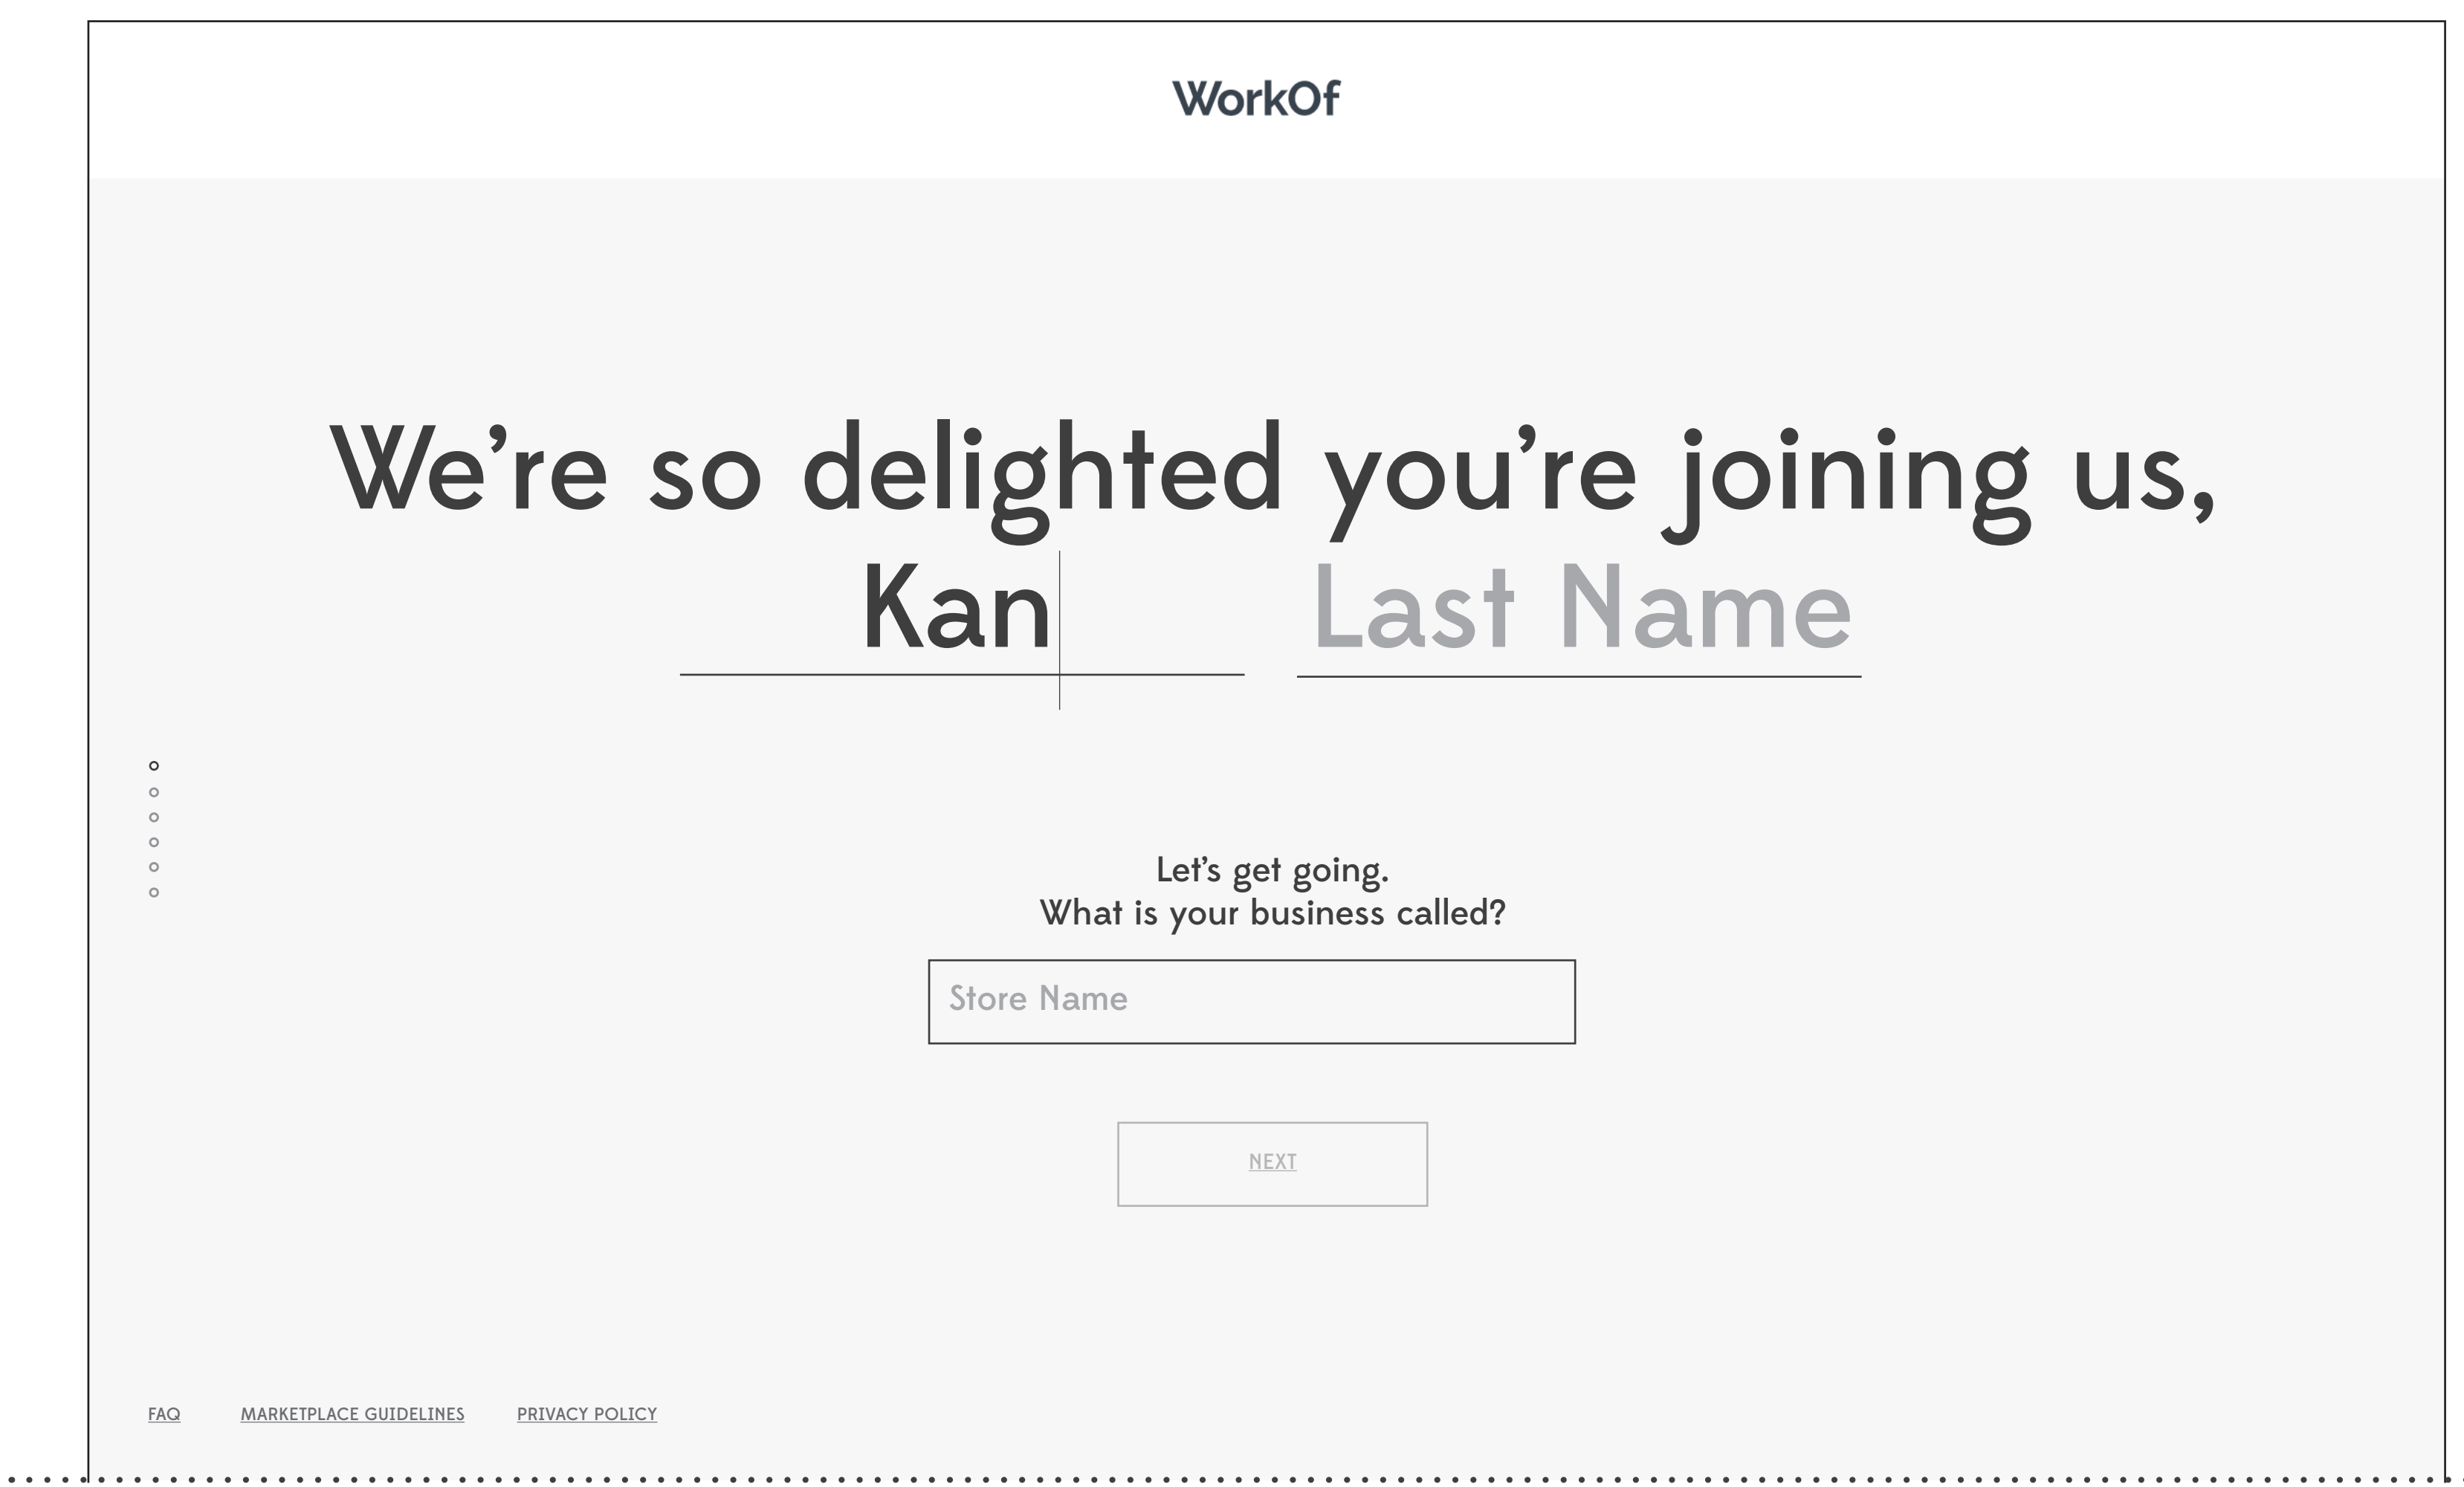 WorkOf
We’re so delighted you’re joining us,
Kan Last Name
Let’s get going.
What is your business called?
Store Name
NEXT
FAQ MARKETPLACE GUIDELINES PRIVACY POLICY